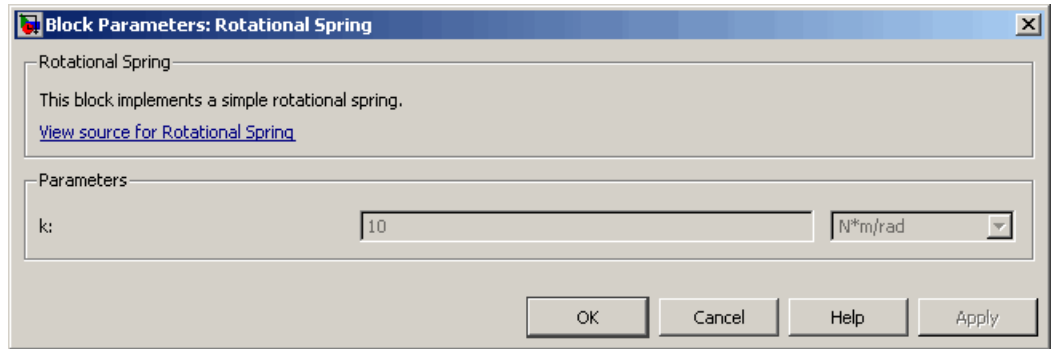 Block Parameters: Rotational Spring
Rotational Spring
This block implements a simple rotational spring.
View source for Rotational Spring
Parameters
k: 10 N*m/rad
OK Cancel Help Apply